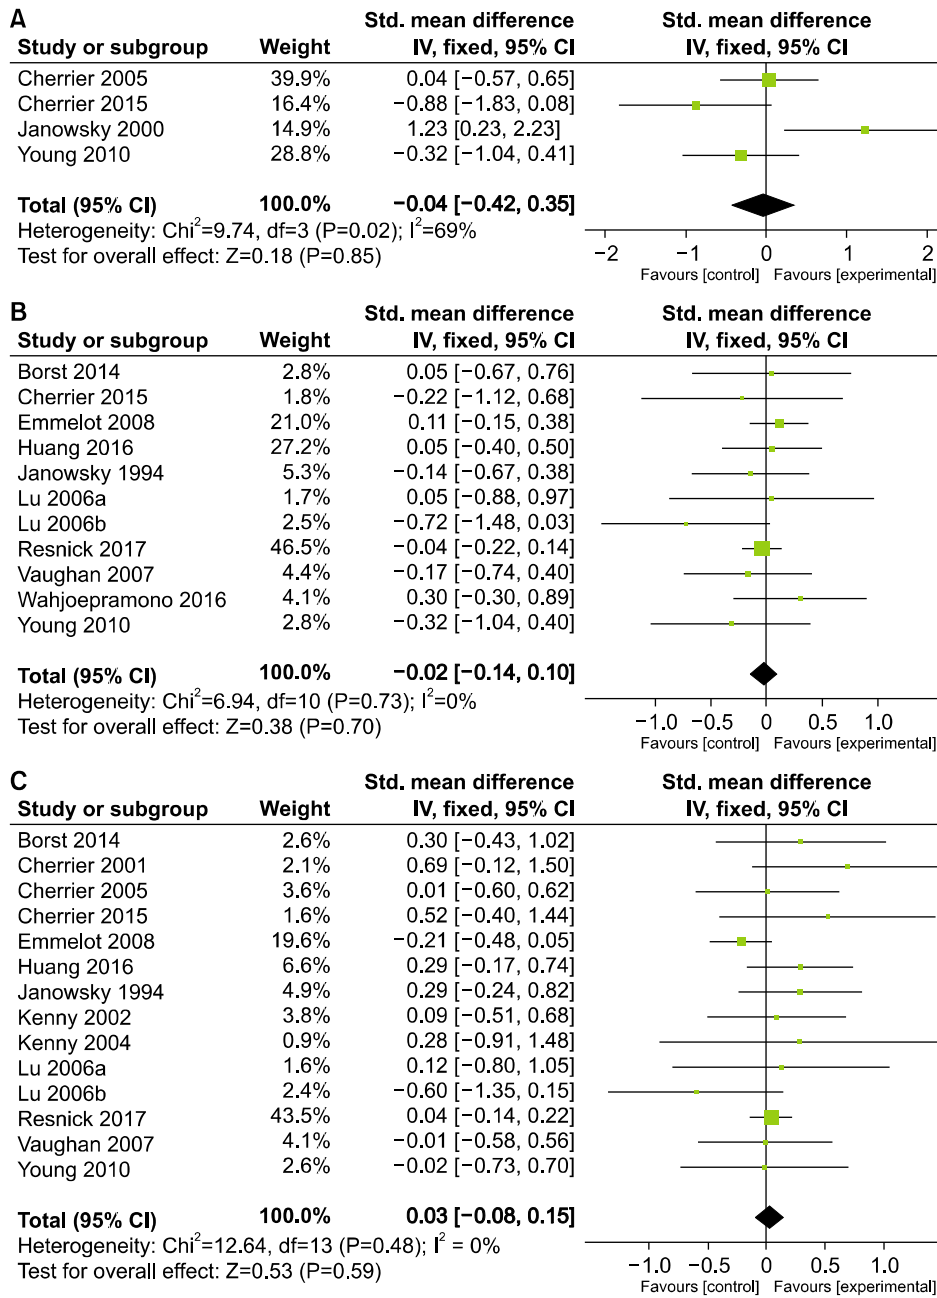 A
Std. mean difference Std. mean difference
Study or subgroup Weight IV, fixed, 95% CI IV, fixed, 95% CI
Cherrier 2005 39.9% 0.04 [−0.57, 0.65]
Cherrier 2015 16.4% −0.88 [−1.83, 0.08]
Janowsky 2000 14.9% 1.23 [0.23, 2.23]
Young 2010 28.8% −0.32 [−1.04, 0.41]
Total (95% CI) 100.0% −0.04 [−0.42, 0.35]
Heterogeneity: Chi²=9.74, df=3 (P=0.02); I²=69%
Test for overall effect: Z=0.18 (P=0.85)
−2 −1 0 1 2
Favours [control] Favours [experimental]
B
Std. mean difference Std. mean difference
Study or subgroup Weight IV, fixed, 95% CI IV, fixed, 95% CI
Borst 2014 2.8% 0.05 [−0.67, 0.76]
Cherrier 2015 1.8% −0.22 [−1.12, 0.68]
Emmelot 2008 21.0% 0.11 [−0.15, 0.38]
Huang 2016 27.2% 0.05 [−0.40, 0.50]
Janowsky 1994 5.3% −0.14 [−0.67, 0.38]
Lu 2006a 1.7% 0.05 [−0.88, 0.97]
Lu 2006b 2.5% −0.72 [−1.48, 0.03]
Resnick 2017 46.5% −0.04 [−0.22, 0.14]
Vaughan 2007 4.4% −0.17 [−0.74, 0.40]
Wahjoepramono 2016 4.1% 0.30 [−0.30, 0.89]
Young 2010 2.8% −0.32 [−1.04, 0.40]
Total (95% CI) 100.0% −0.02 [−0.14, 0.10]
Heterogeneity: Chi²=6.94, df=10 (P=0.73); I²=0%
Test for overall effect: Z=0.38 (P=0.70)
−1.0 −0.5 0 0.5 1.0
Favours [control] Favours [experimental]
C
Std. mean difference Std. mean difference
Study or subgroup Weight IV, fixed, 95% CI IV, fixed, 95% CI
Borst 2014 2.6% 0.30 [−0.43, 1.02]
Cherrier 2001 2.1% 0.69 [−0.12, 1.50]
Cherrier 2005 3.6% 0.01 [−0.60, 0.62]
Cherrier 2015 1.6% 0.52 [−0.40, 1.44]
Emmelot 2008 19.6% −0.21 [−0.48, 0.05]
Huang 2016 6.6% 0.29 [−0.17, 0.74]
Janowsky 1994 4.9% 0.29 [−0.24, 0.82]
Kenny 2002 3.8% 0.09 [−0.51, 0.68]
Kenny 2004 0.9% 0.28 [−0.91, 1.48]
Lu 2006a 1.6% 0.12 [−0.80, 1.05]
Lu 2006b 2.4% −0.60 [−1.35, 0.15]
Resnick 2017 43.5% 0.04 [−0.14, 0.22]
Vaughan 2007 4.1% −0.01 [−0.58, 0.56]
Young 2010 2.6% −0.02 [−0.73, 0.70]
Total (95% CI) 100.0% 0.03 [−0.08, 0.15]
Heterogeneity: Chi²=12.64, df=13 (P=0.48); I² = 0%
Test for overall effect: Z=0.53 (P=0.59)
−1.0 −0.5 0 0.5 1.0
Favours [control] Favours [experimental]